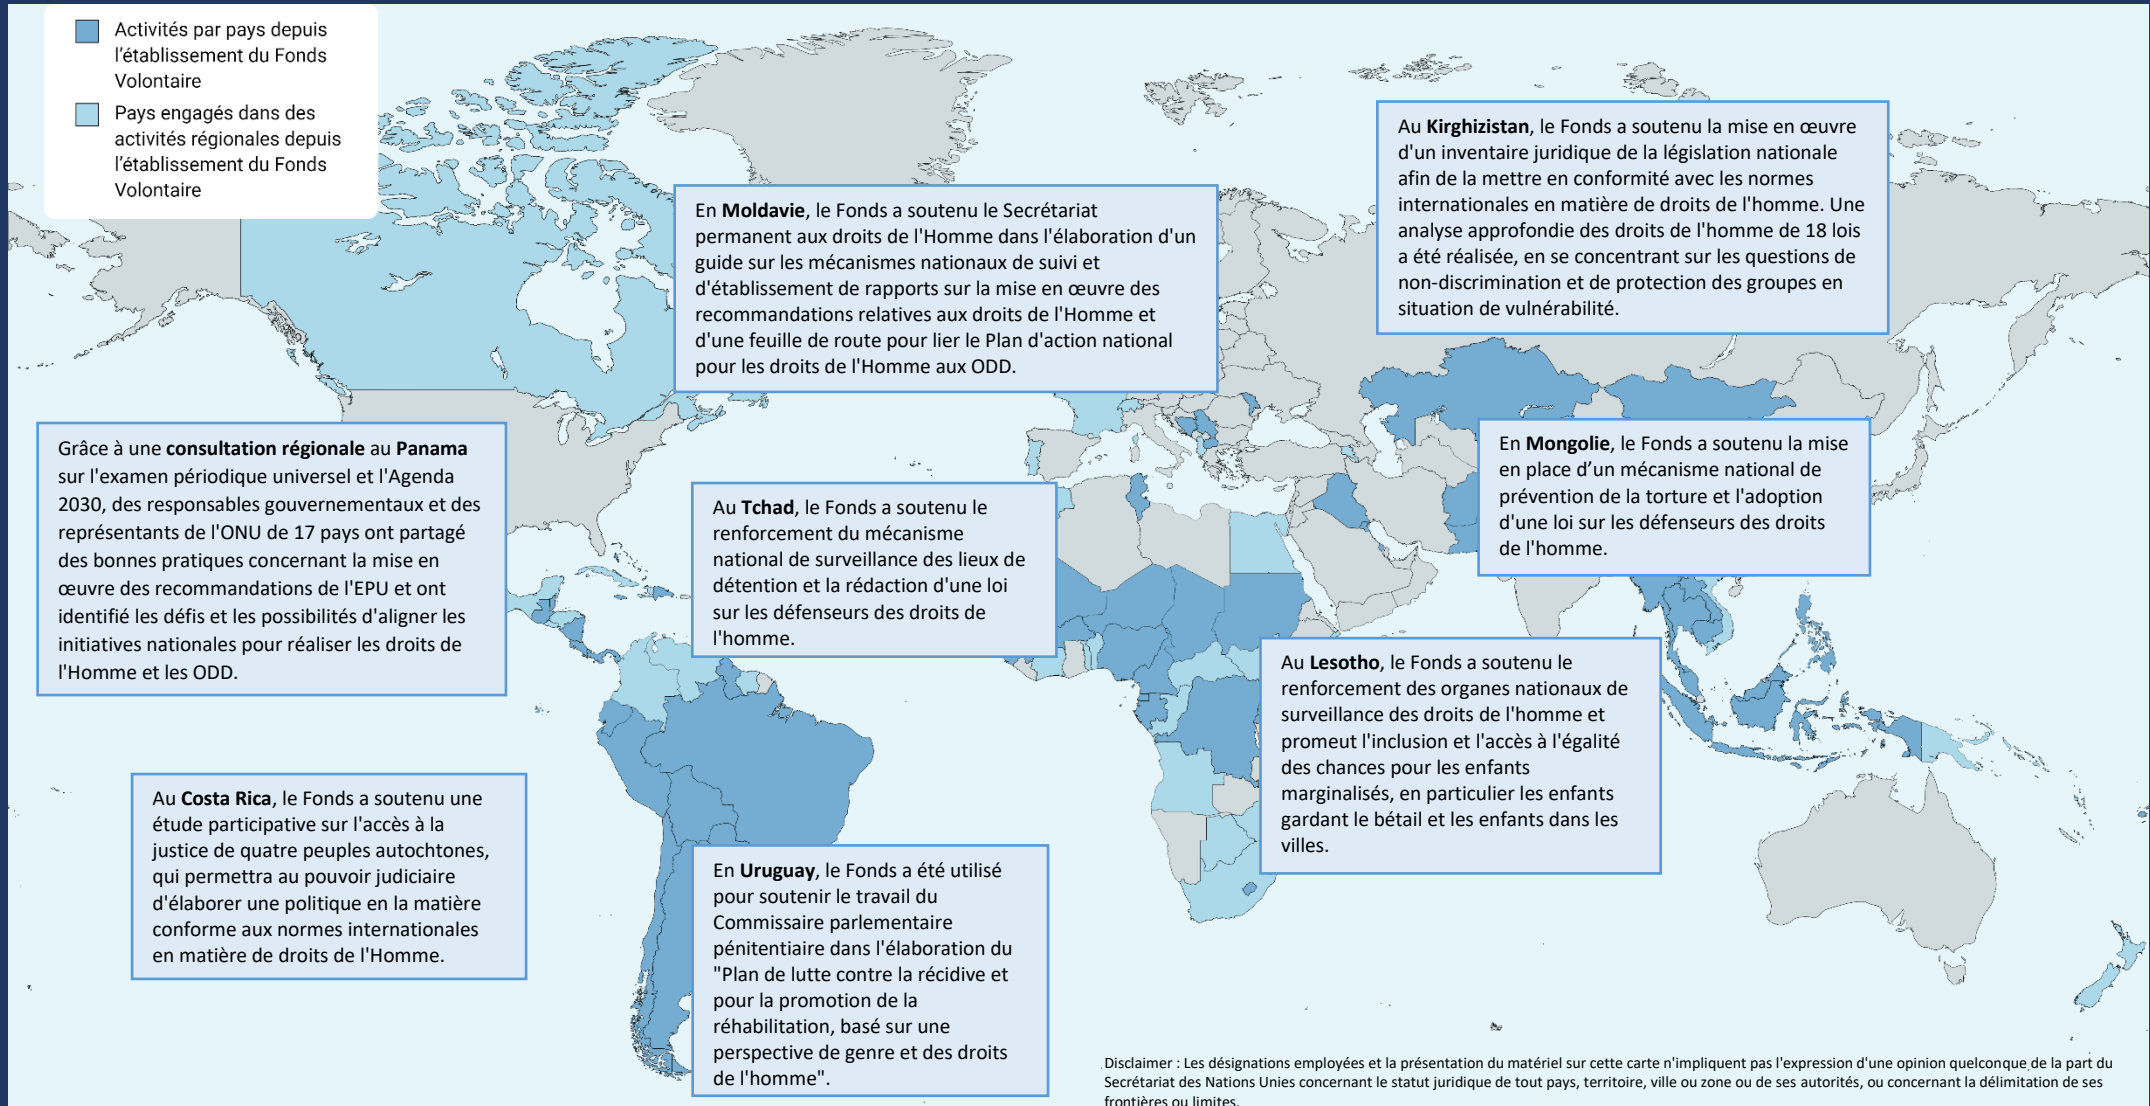 Activités par pays depuis
l'établissement du Fonds
Volontaire
Pays engagés dans des
activités régionales depuis
l'établissement du Fonds
Volontaire
Au Kirghizistan, le Fonds a soutenu la mise en œuvre
d'un inventaire juridique de la législation nationale
afin de la mettre en conformité avec les normes
internationales en matière de droits de l'homme. Une
analyse approfondie des droits de l'homme de 18 lois
a été réalisée, en se concentrant sur les questions de
non-discrimination et de protection des groupes en
situation de vulnérabilité.
En Moldavie, le Fonds a soutenu le Secrétariat
permanent aux droits de l'Homme dans l'élaboration d'un
guide sur les mécanismes nationaux de suivi et
d'établissement de rapports sur la mise en œuvre des
recommandations relatives aux droits de l'Homme et
d'une feuille de route pour lier le Plan d'action national
pour les droits de l'Homme aux ODD.
Grâce à une consultation régionale au Panama
sur l'examen périodique universel et l'Agenda
2030, des responsables gouvernementaux et des
représentants de l'ONU de 17 pays ont partagé
des bonnes pratiques concernant la mise en
œuvre des recommandations de l'EPU et ont
identifié les défis et les possibilités d'aligner les
initiatives nationales pour réaliser les droits de
l'Homme et les ODD.
En Mongolie, le Fonds a soutenu la mise
en place d'un mécanisme national de
prévention de la torture et l'adoption
d'une loi sur les défenseurs des droits
de l'homme.
Au Tchad, le Fonds a soutenu le
renforcement du mécanisme
national de surveillance des lieux de
détention et la rédaction d'une loi
sur les défenseurs des droits de
l'homme.
Au Lesotho, le Fonds a soutenu le
renforcement des organes nationaux de
surveillance des droits de l'homme et
promeut l'inclusion et l'accès à l'égalité
des chances pour les enfants
marginalisés, en particulier les enfants
gardant le bétail et les enfants dans les
villes.
Au Costa Rica, le Fonds a soutenu une
étude participative sur l'accès à la
justice de quatre peuples autochtones,
qui permettra au pouvoir judiciaire
d'élaborer une politique en la matière
conforme aux normes internationales
en matière de droits de l'Homme.
En Uruguay, le Fonds a été utilisé
pour soutenir le travail du
Commissaire parlementaire
pénitentiaire dans l'élaboration du
"Plan de lutte contre la récidive et
pour la promotion de la
réhabilitation, basé sur une
perspective de genre et des droits
de l'homme".
Disclaimer : Les désignations employées et la présentation du matériel sur cette carte n'impliquent pas l'expression d'une opinion quelconque de la part du
Secrétariat des Nations Unies concernant le statut juridique de tout pays, territoire, ville ou zone ou de ses autorités, ou concernant la délimitation de ses
frontières ou limites.